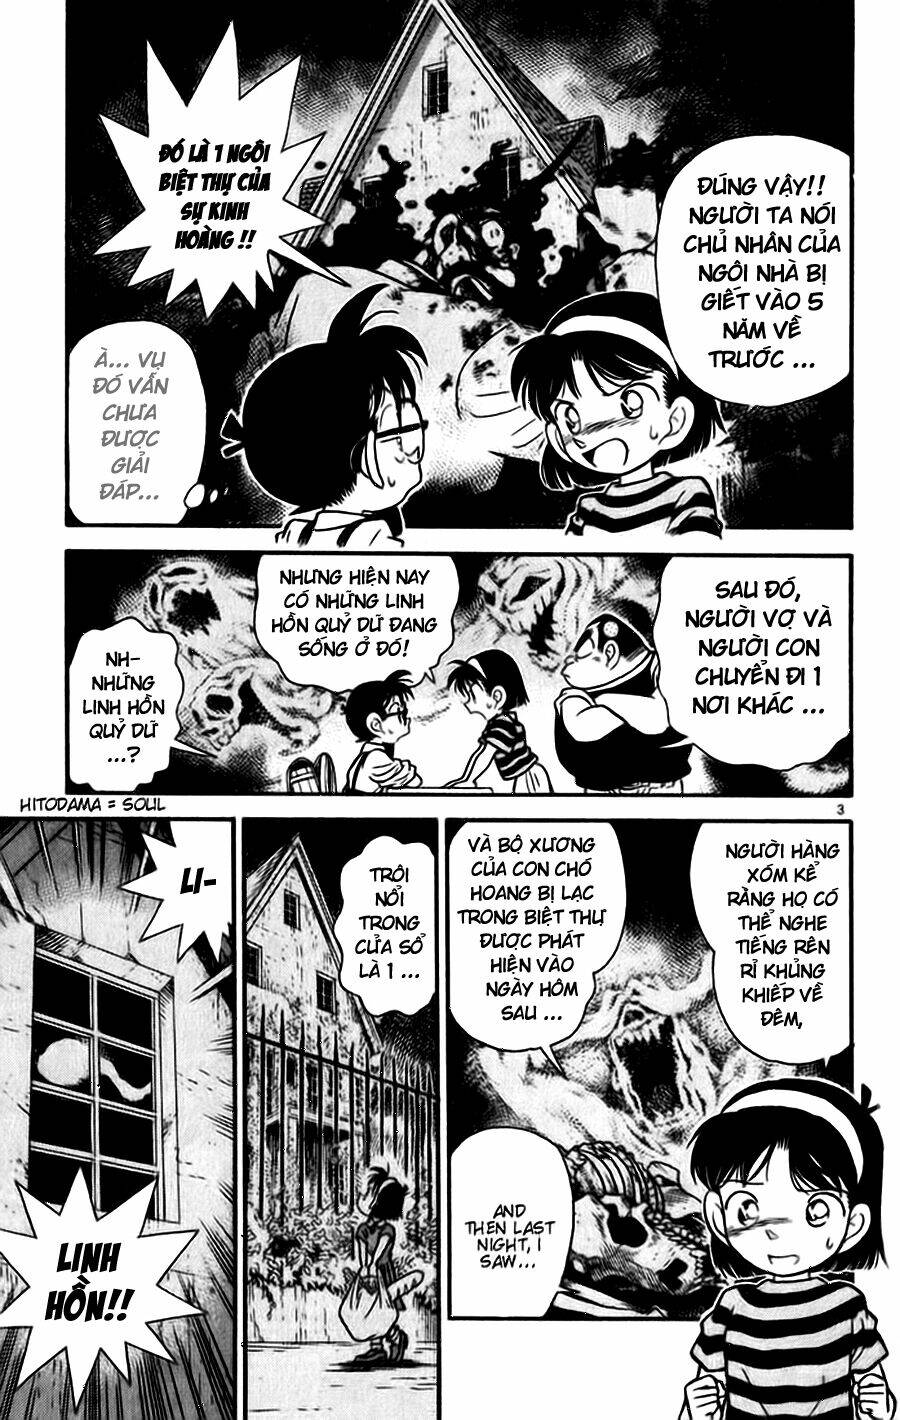 ĐÚNG VẬY!!
NGƯỜI TA NÓI
CHỦ NHÂN CỦA
NGÔI NHÀ BỊ
GIẾT VÀO 5
NĂM VỀ
TRƯỚC ...
ĐÓ LÀ 1 NGÔI
BIỆT THỰ CỦA
SỰ KINH
HOÀNG !!
À... VỤ
ĐÓ VẪN
CHƯA
ĐƯỢC
GIẢI
ĐÁP...
SAU ĐÓ,
NGƯỜI VỢ VÀ
NGƯỜI CON
CHUYỂN ĐI 1
NƠI KHÁC ...
NHƯNG HIỆN NAY
CÓ NHỮNG LINH
HỒN QUỶ DỮ ĐANG
SỐNG Ở ĐÓ!
NH-
NHỮNG
LINH HỒN
QUỶ DỮ
...?
HITODAMA = SOUL
3
NGƯỜI HÀNG
XÓM KỂ
RẰNG HỌ CÓ
THỂ NGHE
TIẾNG RÊN
RỈ KHỦNG
KHIẾP VỀ
ĐÊM,
VÀ BỘ XƯƠNG
CỦA CON CHÓ
HOANG BỊ LẠC
TRONG BIỆT THỰ
ĐƯỢC PHÁT
HIỆN VÀO
NGÀY HÔM
SAU ...
AND
THEN LAST
NIGHT, I
SAW...
TRÔI
NỔI
TRONG
CỬA SỔ
LÀ 1 ...
LI-
LINH
HỒN!!